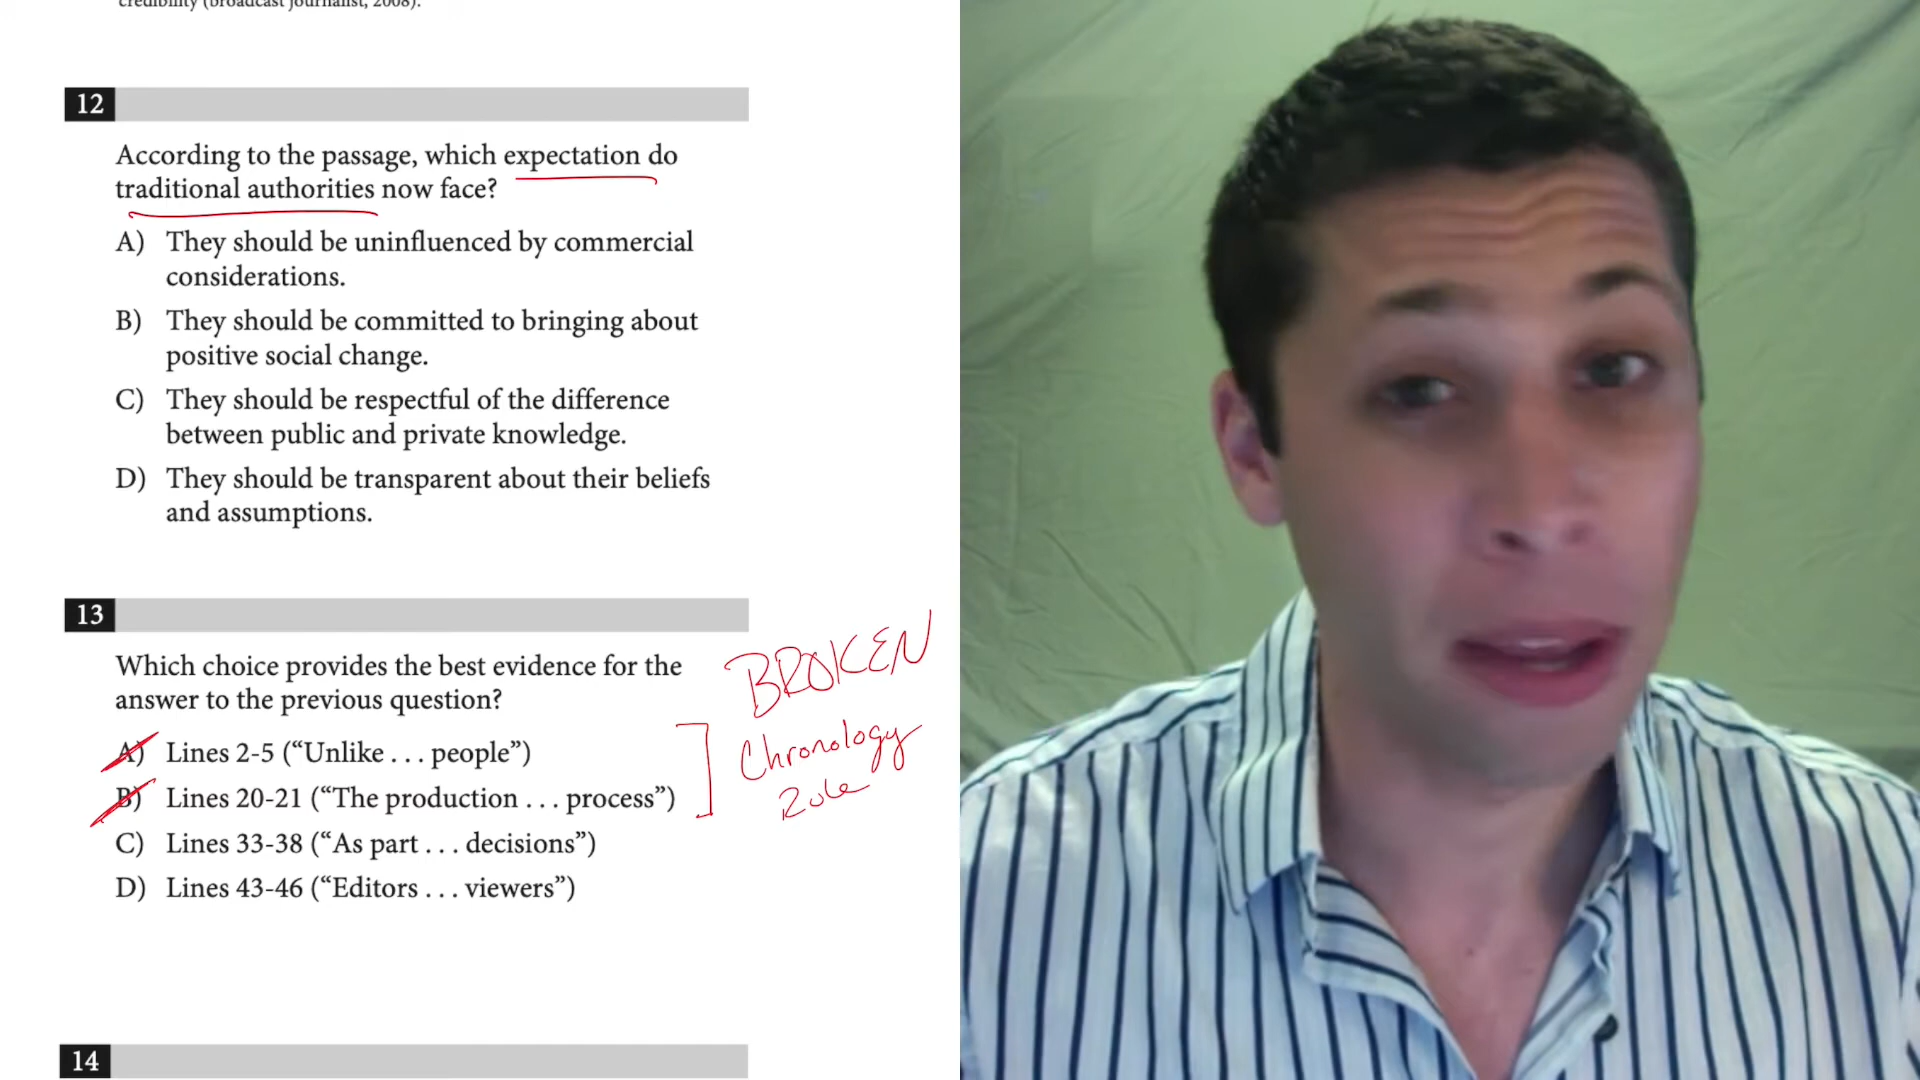 credibility (broadcast journalist, 2008).
12
According to the passage, which expectation do
traditional authorities now face?
A) They should be uninfluenced by commercial
considerations.
B) They should be committed to bringing about
positive social change.
C) They should be respectful of the difference
between public and private knowledge.
D) They should be transparent about their beliefs
and assumptions.
13
Which choice provides the best evidence for the
answer to the previous question?
A) Lines 2-5 (“Unlike . . . people”)
B) Lines 20-21 (“The production . . . process”)
C) Lines 33-38 (“As part . . . decisions”)
D) Lines 43-46 (“Editors . . . viewers”)
BROKEN
Chronology
Rule
14